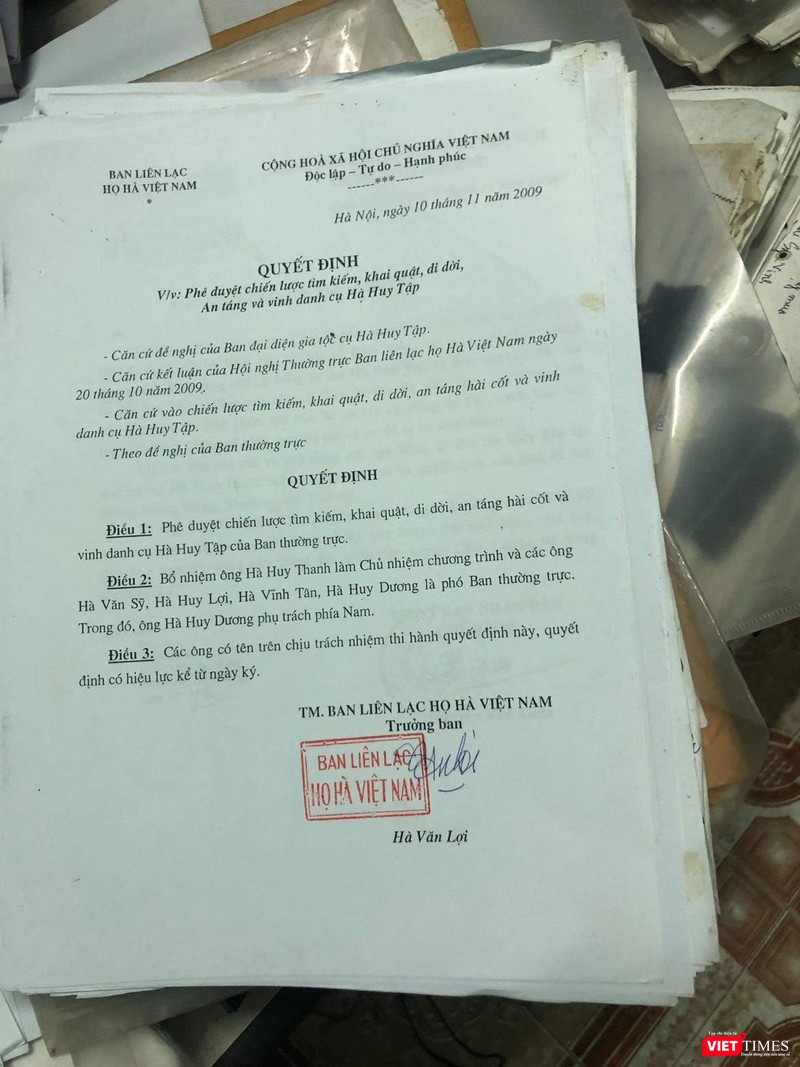 BAN LIÊN LẠC
HỌ HÀ VIỆT NAM
*
CỘNG HOÀ XÃ HỘI CHỦ NGHĨA VIỆT NAM
Độc lập – Tự do – Hạnh phúc
------***------
Hà Nội, ngày 10 tháng 11 năm 2009
QUYẾT ĐỊNH
V/v: Phê duyệt chiến lược tìm kiếm, khai quật, di dời,
An táng và vinh danh cụ Hà Huy Tập
- Căn cứ đề nghị của Ban đại diện gia tộc cụ Hà Huy Tập.
- Căn cứ kết luận của Hội nghị Thường trực Ban liên lạc họ Hà Việt Nam ngày
20 tháng 10 năm 2009.
- Căn cứ vào chiến lược tìm kiếm, khai quật, di dời, an táng hài cốt và vinh
danh cụ Hà Huy Tập.
- Theo đề nghị của Ban thường trực
QUYẾT ĐỊNH
Điều 1: Phê duyệt chiến lược tìm kiếm, khai quật, di dời, an táng hài cốt và
vinh danh cụ Hà Huy Tập của Ban thường trực.
Điều 2: Bổ nhiệm ông Hà Huy Thanh làm Chủ nhiệm chương trình và các ông
Hà Văn Sỹ, Hà Huy Lợi, Hà Vĩnh Tân, Hà Huy Dương là phó Ban thường trực.
Trong đó, ông Hà Huy Dương phụ trách phía Nam.
Điều 3: Các ông có tên trên chịu trách nhiệm thi hành quyết định này, quyết
định có hiệu lực kể từ ngày ký.
TM. BAN LIÊN LẠC HỌ HÀ VIỆT NAM
Trưởng ban
BAN LIÊN LẠC
HỌ HÀ VIỆT NAM
Hà Văn Lợi
Tạp chí điện tử
VIETTIMES